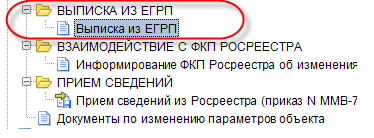 ВЫПИСКА ИЗ ЕГРП
Выписка из ЕГРП
ВЗАИМОДЕЙСТВИЕ С ФКП РОСРЕЕСТРА
Информирование ФКП Росреестра об изменения
ПРИЕМ СВЕДЕНИЙ
Прием сведений из Росреестра (приказ N ММВ-7
Документы по изменению параметров объекта